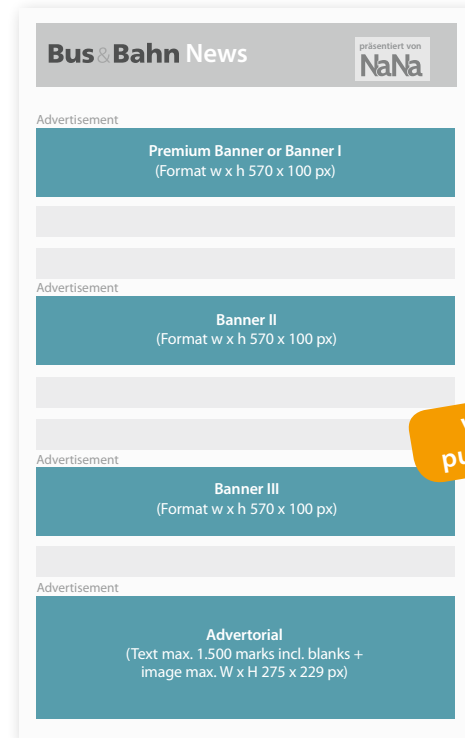 Bus&Bahn News
präsentiert von
NaNa
Advertisement
Premium Banner or Banner I
(Format w x h 570 x 100 px)
Advertisement
Banner II
(Format w x h 570 x 100 px)
Advertisement
Banner III
(Format w x h 570 x 100 px)
Advertisement
Advertorial
(Text max. 1.500 marks incl. blanks +
image max. W x H 275 x 229 px)